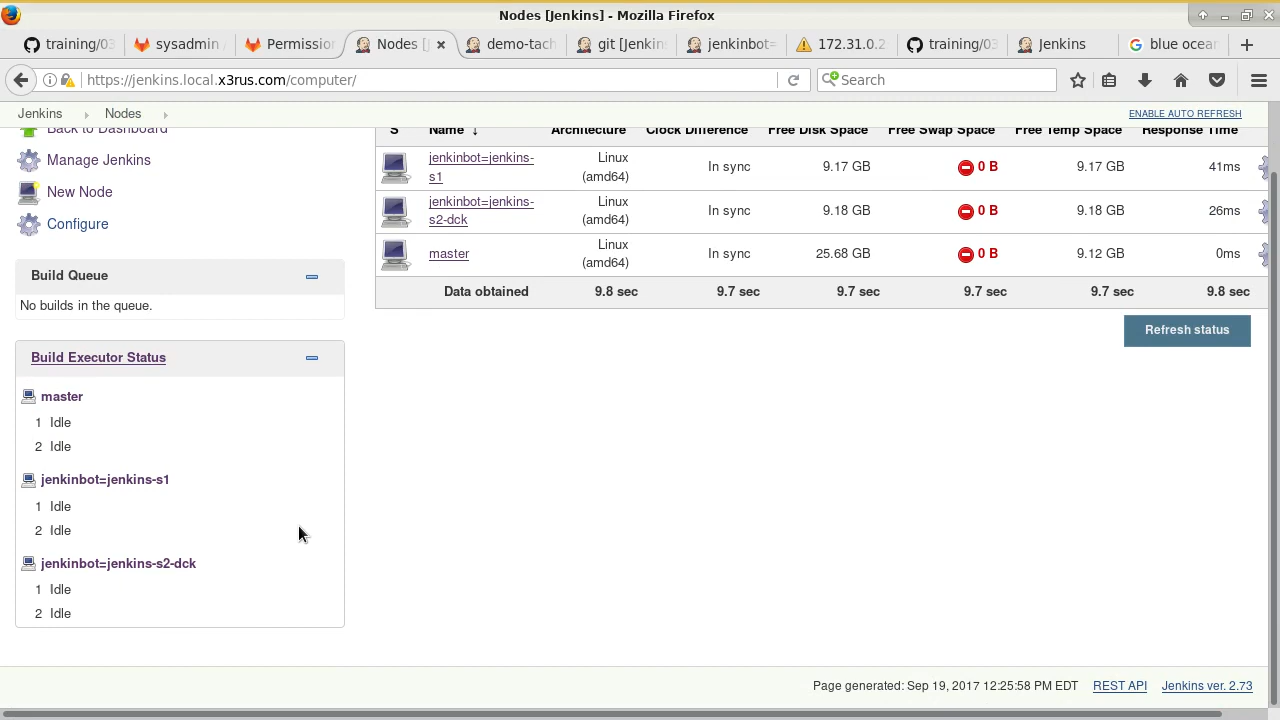 Nodes [Jenkins] - Mozilla Firefox
training/03
sysadmin
Permissio
Nodes [J
demo-tach
git [Jenkin
jenkinbot=
172.31.0.2
training/03
Jenkins
blue ocean
https://jenkins.local.x3rus.com/computer/
Search
Jenkins
Nodes
ENABLE AUTO REFRESH
Back to Dashboard
Manage Jenkins
New Node
Configure
S Name ↓ Architecture Clock Difference Free Disk Space Free Swap Space Free Temp Space Response Time
jenkinbot=jenkins-s1 Linux (amd64) In sync 9.17 GB 0 B 9.17 GB 41ms
jenkinbot=jenkins-s2-dck Linux (amd64) In sync 9.18 GB 0 B 9.18 GB 26ms
master Linux (amd64) In sync 25.68 GB 0 B 9.12 GB 0ms
Data obtained 9.8 sec 9.7 sec 9.7 sec 9.7 sec 9.7 sec 9.8 sec
Refresh status
Build Queue
No builds in the queue.
Build Executor Status
master
1 Idle
2 Idle
jenkinbot=jenkins-s1
1 Idle
2 Idle
jenkinbot=jenkins-s2-dck
1 Idle
2 Idle
Page generated: Sep 19, 2017 12:25:58 PM EDT REST API Jenkins ver. 2.73